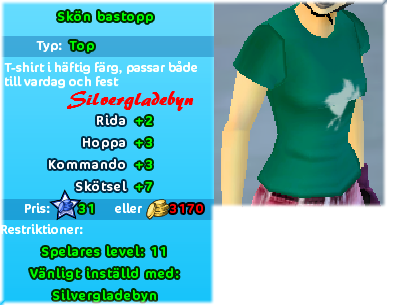 Skön bastopp
Typ: Top
T-shirt i häftig färg, passar både
till vardag och fest
Silvergladebyn
Rida +2
Hoppa +3
Kommando +3
Skötsel +7
Pris: 31 eller 3170
Restriktioner:
Spelares level: 11
Vänligt inställd med:
Silvergladebyn